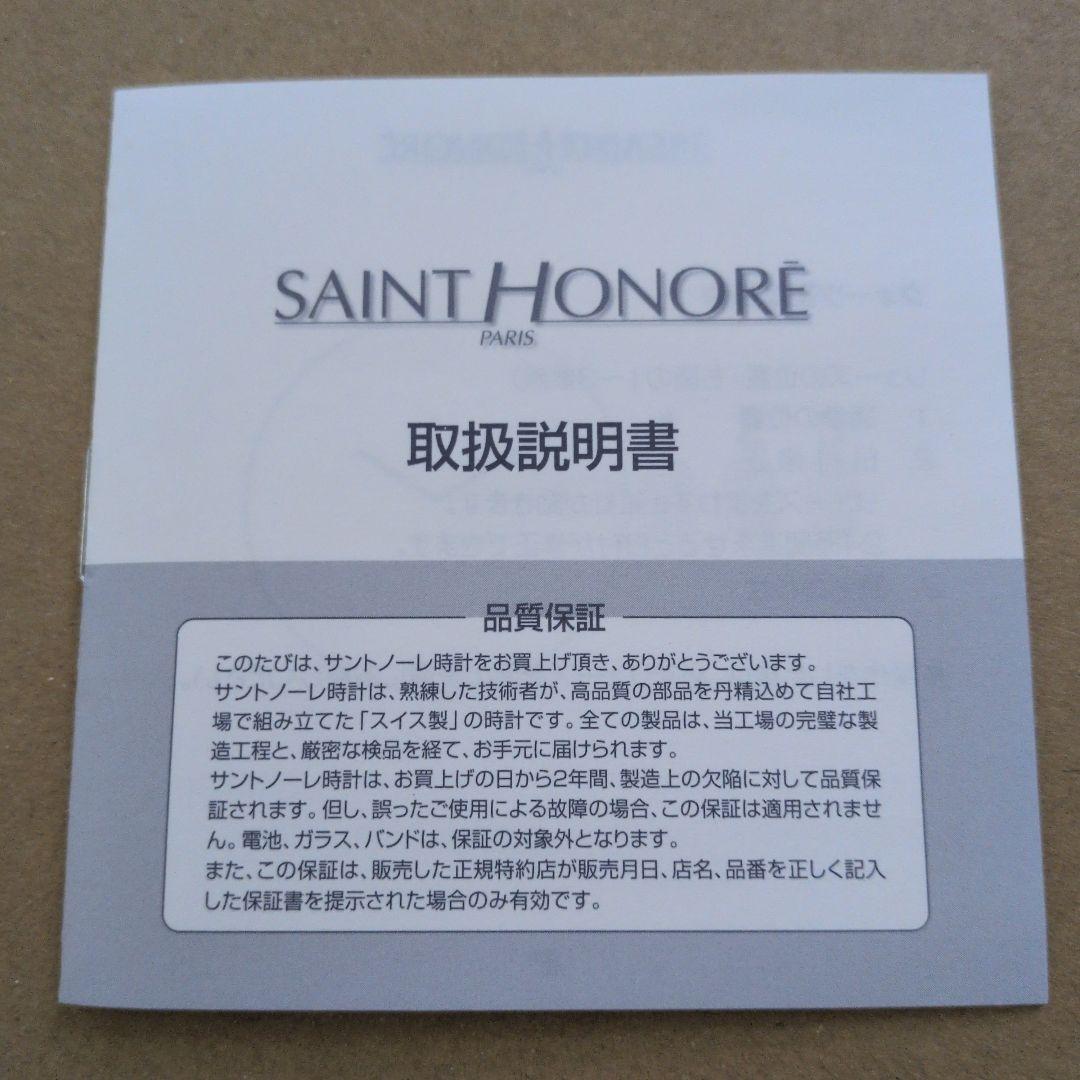 SAINT HONORĒ
PARIS
取扱説明書
品質保証
このたびは、サントノーレ時計をお買上げ頂き、ありがとうございます。
サントノーレ時計は、熟練した技術者が、高品質の部品を丹精込めて自社工
場で組み立てた「スイス製」の時計です。全ての製品は、当工場の完璧な製
造工程と、厳密な検品を経て、お手元に届けられます。
サントノーレ時計は、お買上げの日から2年間、製造上の欠陥に対して品質保
証されます。但し、誤ったご使用による故障の場合、この保証は適用されませ
ん。電池、ガラス、バンドは、保証の対象外となります。
また、この保証は、販売した正規特約店が販売月日、店名、品番を正しく記入
した保証書を提示された場合のみ有効です。